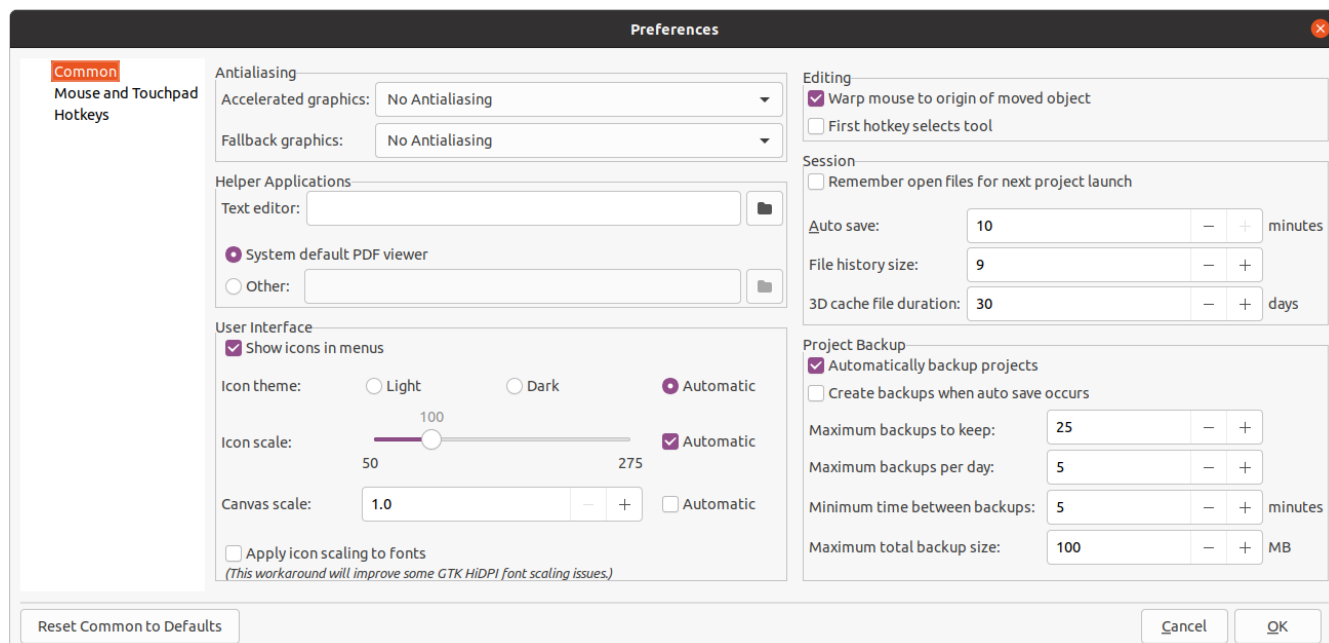 Preferences
Common
Mouse and Touchpad
Hotkeys
Antialiasing
Accelerated graphics: No Antialiasing
Fallback graphics: No Antialiasing
Helper Applications
Text editor:
System default PDF viewer
Other:
User Interface
Show icons in menus
Icon theme: Light Dark Automatic
100
Icon scale: Automatic
50 275
Canvas scale: 1.0 Automatic
Apply icon scaling to fonts
(This workaround will improve some GTK HiDPI font scaling issues.)
Editing
Warp mouse to origin of moved object
First hotkey selects tool
Session
Remember open files for next project launch
Auto save: 10 minutes
File history size: 9
3D cache file duration: 30 days
Project Backup
Automatically backup projects
Create backups when auto save occurs
Maximum backups to keep: 25
Maximum backups per day: 5
Minimum time between backups: 5 minutes
Maximum total backup size: 100 MB
Reset Common to Defaults
Cancel OK